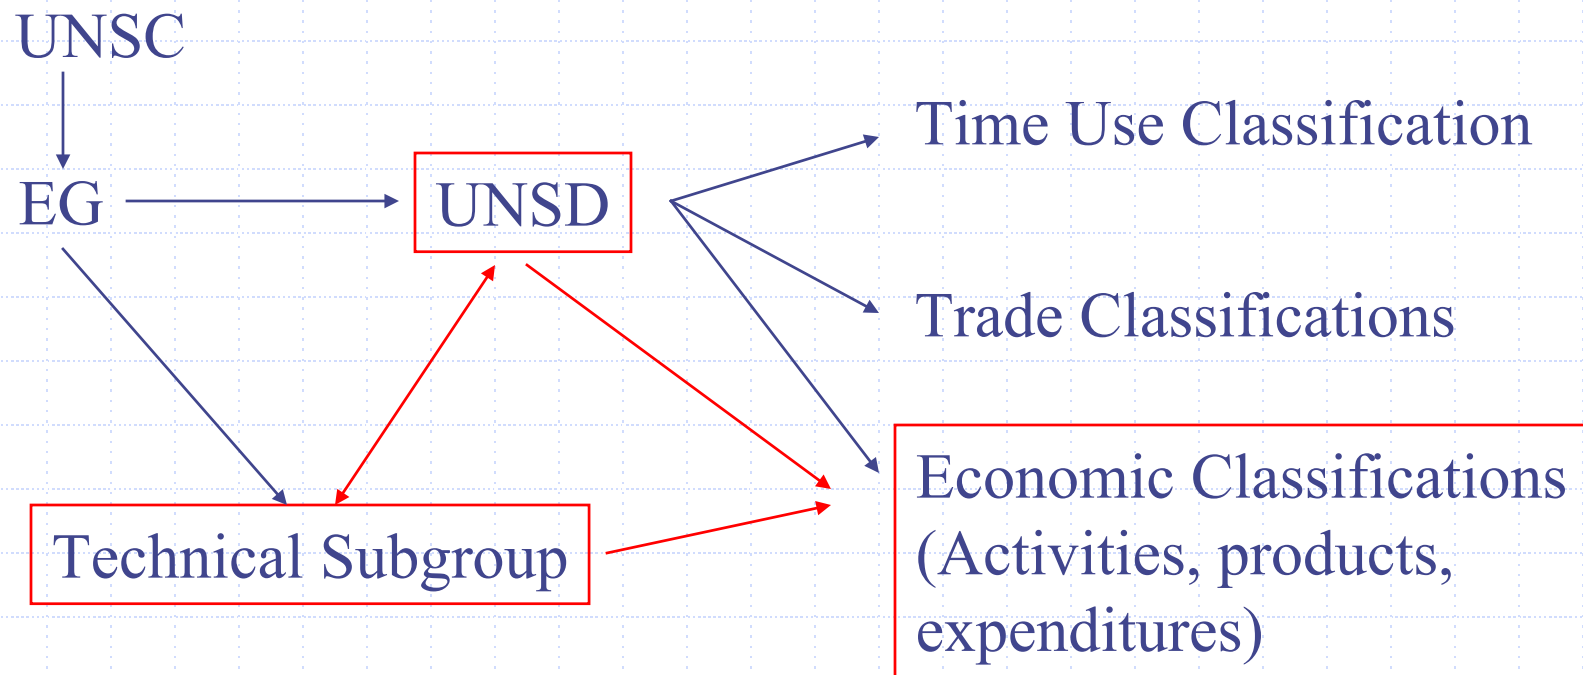 UNSC
EG
UNSD
Technical Subgroup
Time Use Classification
Trade Classifications
Economic Classifications
(Activities, products,
expenditures)